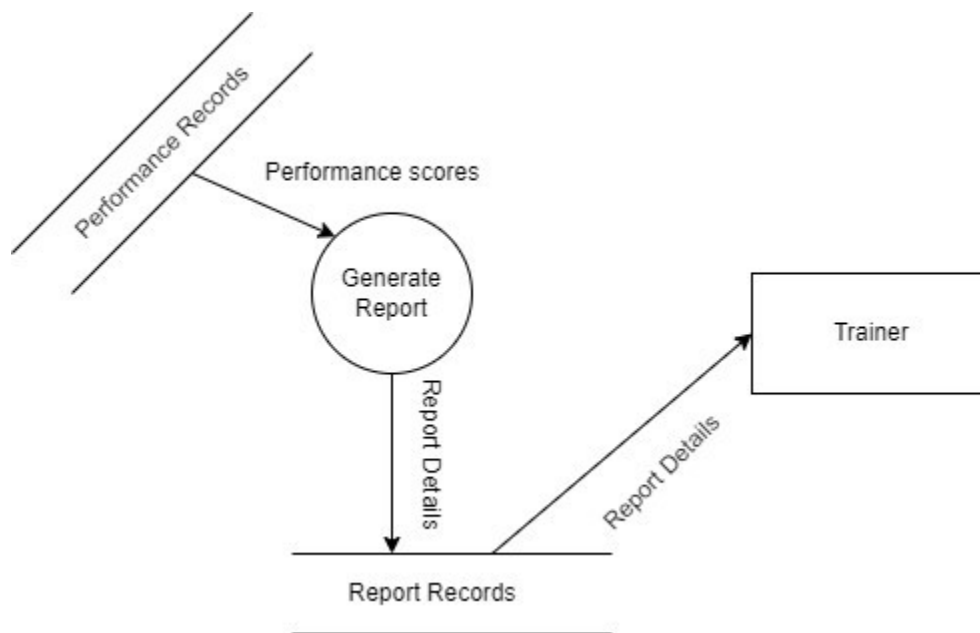 Performance Records
Performance scores
Generate
Report
Trainer
Report Details
Report Details
Report Records